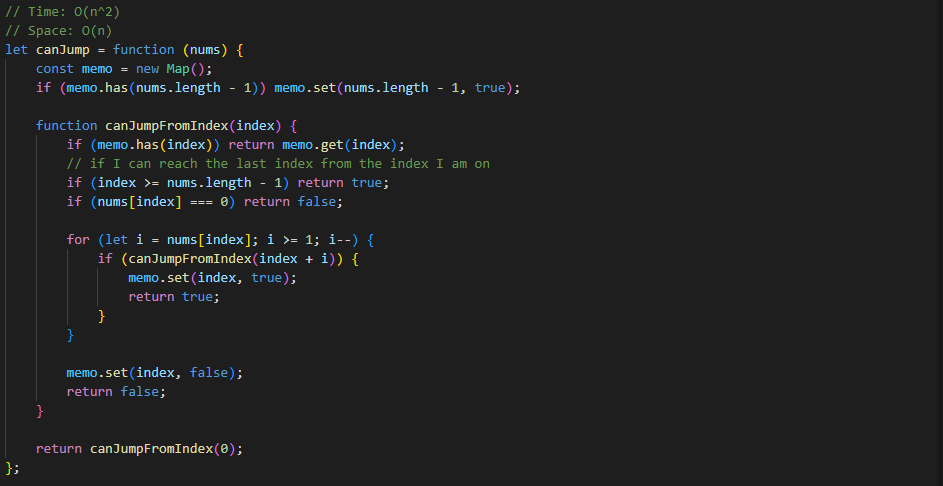 // Time: O(n^2)
// Space: O(n)
let canJump = function (nums) {
    const memo = new Map();
    if (memo.has(nums.length - 1)) memo.set(nums.length - 1, true);

    function canJumpFromIndex(index) {
        if (memo.has(index)) return memo.get(index);
        // if I can reach the last index from the index I am on
        if (index >= nums.length - 1) return true;
        if (nums[index] === 0) return false;

        for (let i = nums[index]; i >= 1; i--) {
            if (canJumpFromIndex(index + i)) {
                memo.set(index, true);
                return true;
            }
        }

        memo.set(index, false);
        return false;
    }

    return canJumpFromIndex(0);
};